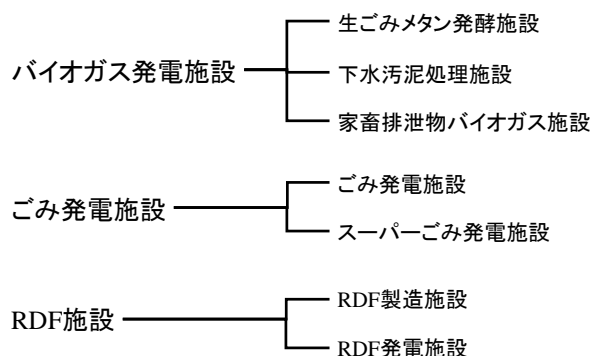 バイオガス発電施設
生ごみメタン発酵施設
下水汚泥処理施設
家畜排泄物バイオガス施設
ごみ発電施設
ごみ発電施設
スーパーごみ発電施設
RDF施設
RDF製造施設
RDF発電施設